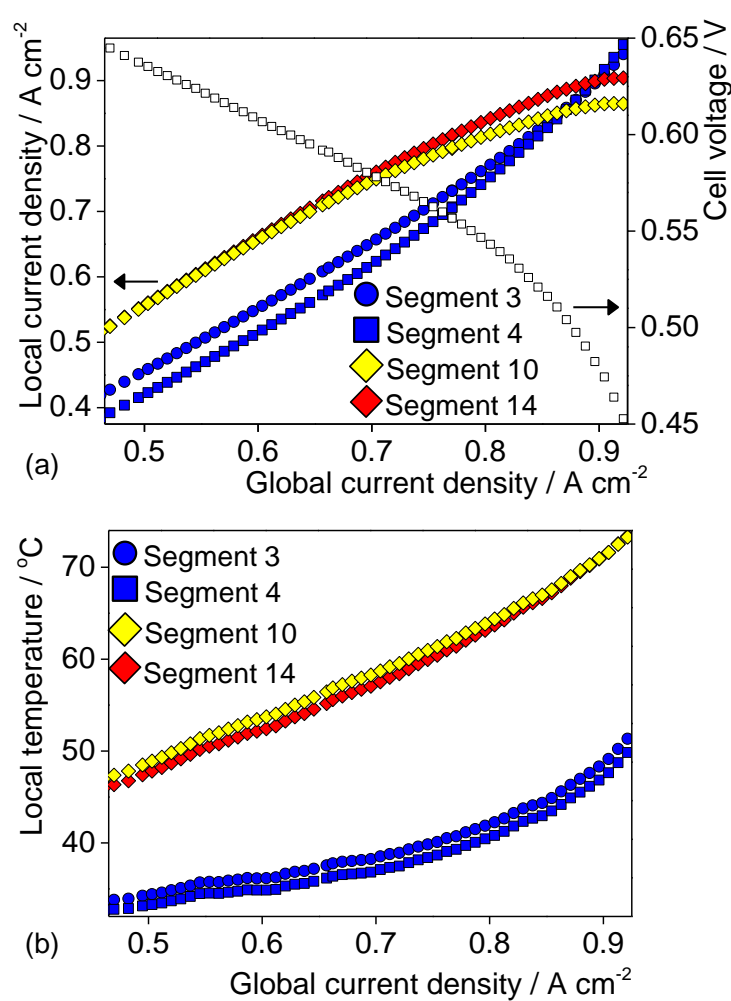 Local current density / A cm⁻²
0.9
0.8
0.7
0.6
0.5
0.4
0.65
0.60
0.55
0.50
0.45
Cell voltage / V
Segment 3
Segment 4
Segment 10
Segment 14
0.5 0.6 0.7 0.8 0.9
(a)
Global current density / A cm⁻²
Local temperature / ᵒC
70
60
50
40
Segment 3
Segment 4
Segment 10
Segment 14
0.5 0.6 0.7 0.8 0.9
(b)
Global current density / A cm⁻²